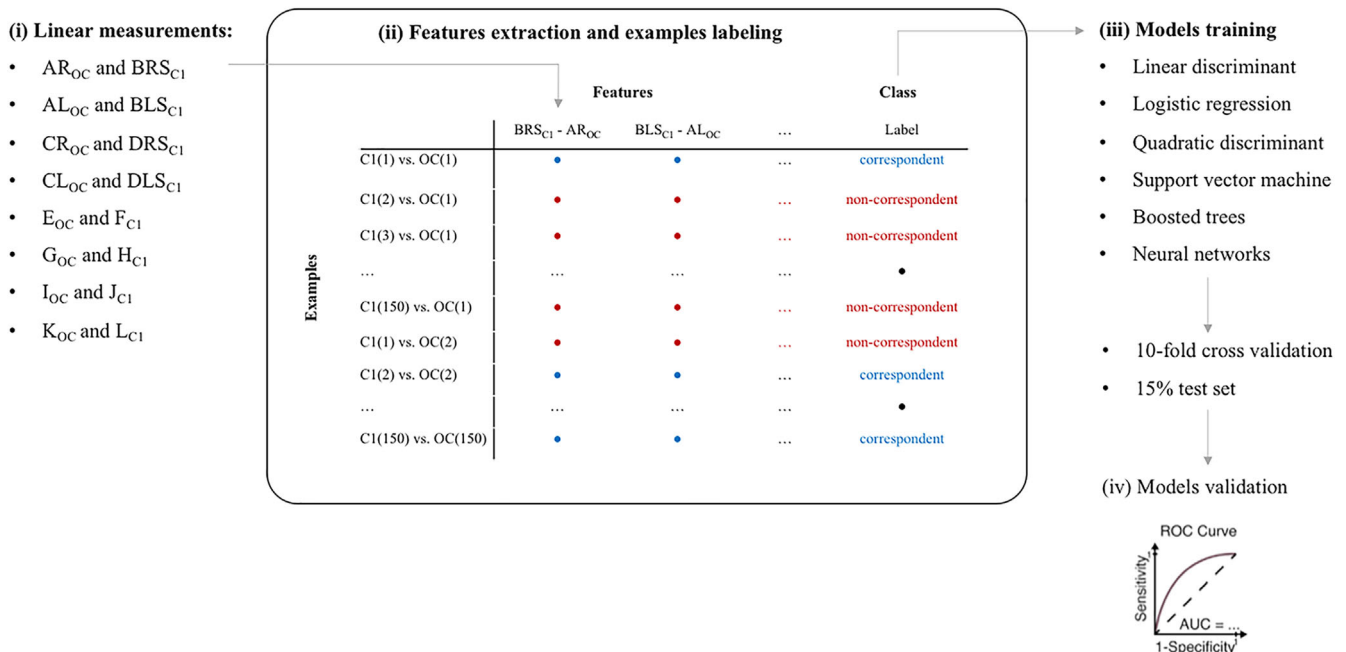 (i) Linear measurements:
• AR_OC and BRS_C1
• AL_OC and BLS_C1
• CR_OC and DRS_C1
• CL_OC and DLS_C1
• E_OC and F_C1
• G_OC and H_C1
• I_OC and J_C1
• K_OC and L_C1
(ii) Features extraction and examples labeling
Features Class
BRS_C1 - AR_OC BLS_C1 - AL_OC ... Label
Examples
C1(1) vs. OC(1) ... correspondent
C1(2) vs. OC(1) ... non-correspondent
C1(3) vs. OC(1) ... non-correspondent
... ... ... ...
C1(150) vs. OC(1) ... non-correspondent
C1(1) vs. OC(2) ... non-correspondent
C1(2) vs. OC(2) ... correspondent
... ... ... ...
C1(150) vs. OC(150) ... correspondent
(iii) Models training
• Linear discriminant
• Logistic regression
• Quadratic discriminant
• Support vector machine
• Boosted trees
• Neural networks
• 10-fold cross validation
• 15% test set
(iv) Models validation
ROC Curve
Sensitivity
1
AUC = ...
1
1-Specificity